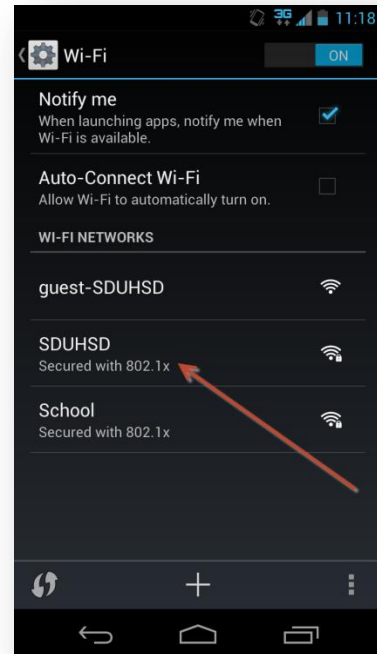 3G 11:18
Wi-Fi ON
Notify me
When launching apps, notify me when
Wi-Fi is available.
Auto-Connect Wi-Fi
Allow Wi-Fi to automatically turn on.
WI-FI NETWORKS
guest-SDUHSD
SDUHSD
Secured with 802.1x
School
Secured with 802.1x